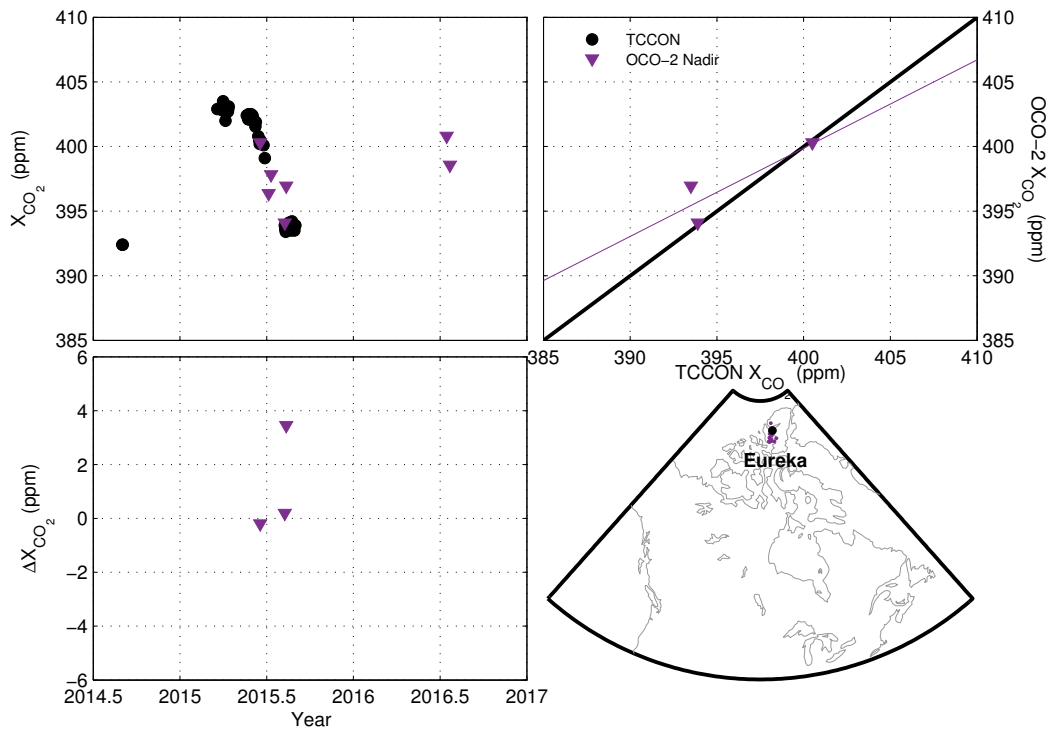 410
405
400
395
390
385
X_CO2 (ppm)
TCCON
OCO−2 Nadir
410
405
400
395
390
385
OCO−2 X_CO2 (ppm)
385 390 395 400 405 410
TCCON X_CO2 (ppm)
6
4
2
0
−2
−4
−6
ΔX_CO2 (ppm)
2014.5 2015 2015.5 2016 2016.5 2017
Year
Eureka